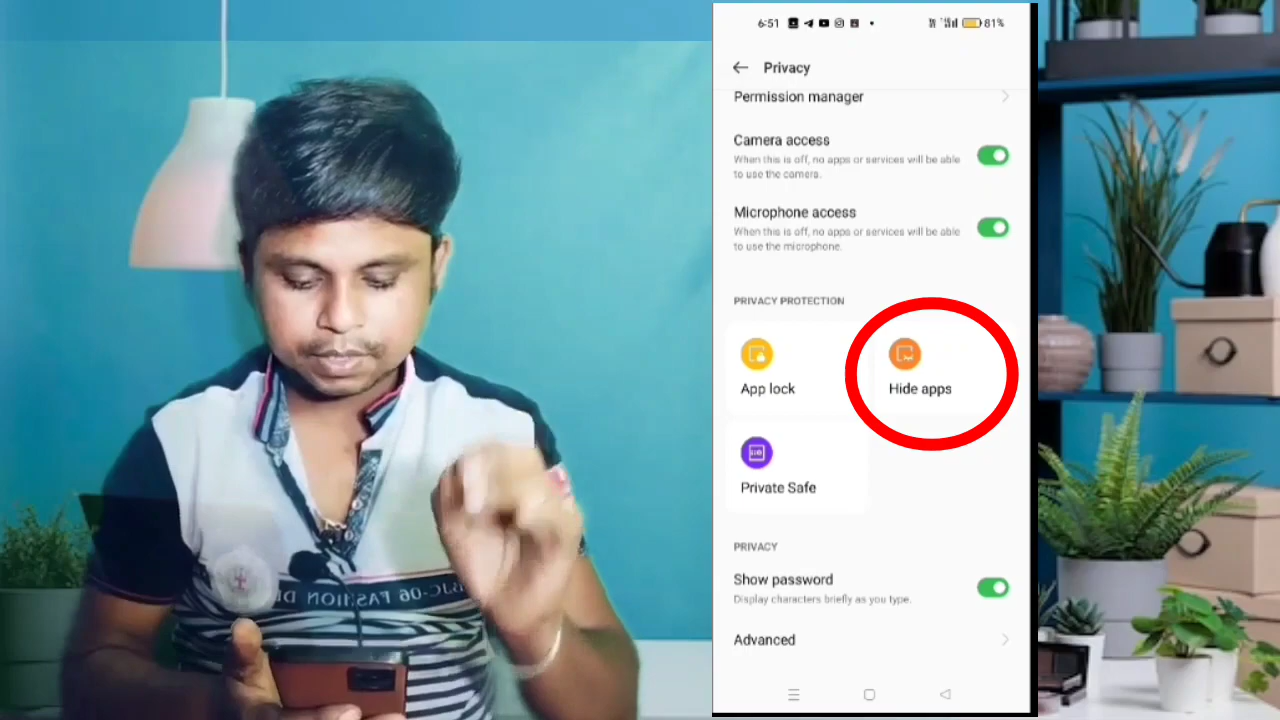 6:51
81%
Privacy
Permission manager
Camera access
When this is off, no apps or services will be able
to use the camera.
Microphone access
When this is off, no apps or services will be able
to use the microphone.
PRIVACY PROTECTION
App lock
Hide apps
Private Safe
PRIVACY
Show password
Display characters briefly as you type.
Advanced
BJC-06 FASHION DE